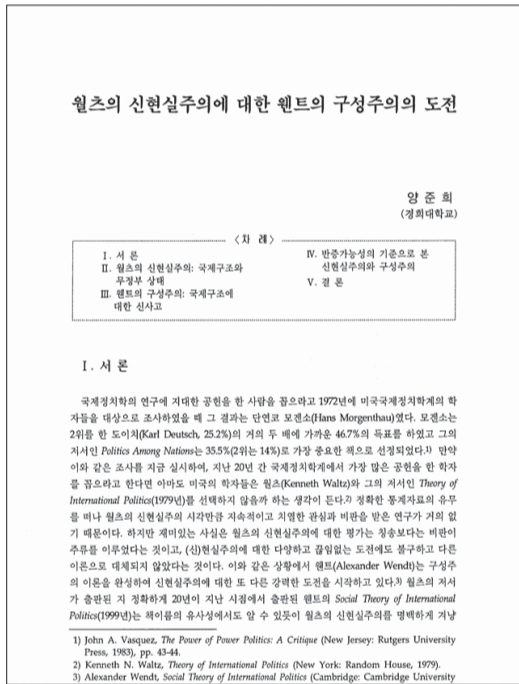 월츠의 신현실주의에 대한 웬트의 구성주의의 도전
양 준 희
(경희대학교)
〈차 례〉
I. 서 론
II. 월츠의 신현실주의: 국제구조와
무정부 상태
III. 웬트의 구성주의: 국제구조에
대한 신사고
IV. 반증가능성의 기준으로 본
신현실주의와 구성주의
V. 결 론
I. 서 론
국제정치학의 연구에 지대한 공헌을 한 사람을 꼽으라고 1972년에 미국국제정치학계의 학
자들을 대상으로 조사하였을 때 그 결과는 단연코 모겐소(Hans Morgenthau)였다. 모겐소는
2위를 한 도이치(Karl Deutsch, 25.2%)의 거의 두 배에 가까운 46.7%의 득표를 하였고 그의
저서인 Politics Among Nations는 35.5%(2위는 14%)로 가장 중요한 책으로 선정되었다.1) 만약
이와 같은 조사를 지금 실시하여, 지난 20년 간 국제정치학계에서 가장 많은 공헌을 한 학자
를 꼽으라고 한다면 아마도 미국의 학자들은 월츠(Kenneth Waltz)와 그의 저서인 Theory of
International Politics(1979년)를 선택하지 않을까 하는 생각이 든다.2) 정확한 통계자료의 유무
를 떠나 월츠의 신현실주의 시각만큼 지속적이고 치열한 관심과 비판을 받은 연구가 거의 없
기 때문이다. 하지만 재미있는 사실은 월츠의 신현실주의에 대한 평가는 칭송보다는 비판이
주류를 이루었다는 것이고, (신)현실주의에 대한 다양하고 끊임없는 도전에도 불구하고 다른
이론으로 대체되지 않았다는 것이다. 이와 같은 상황에서 웬트(Alexander Wendt)는 구성주
의 이론을 완성하여 신현실주의에 대한 또 다른 강력한 도전을 시작하고 있다.3) 월츠의 저서
가 출판된 지 정확하게 20년이 지난 시점에서 출판된 웬트의 Social Theory of International
Politics(1999년)는 책이름의 유사성에서도 알 수 있듯이 월츠의 신현실주의를 명백하게 겨냥
1) John A. Vasquez, The Power of Power Politics: A Critique (New Jersey: Rutgers University
Press, 1983), pp. 43-44.
2) Kenneth N. Waltz, Theory of International Politics (New York: Random House, 1979).
3) Alexander Wendt, Social Theory of International Politics (Cambridge: Cambridge University